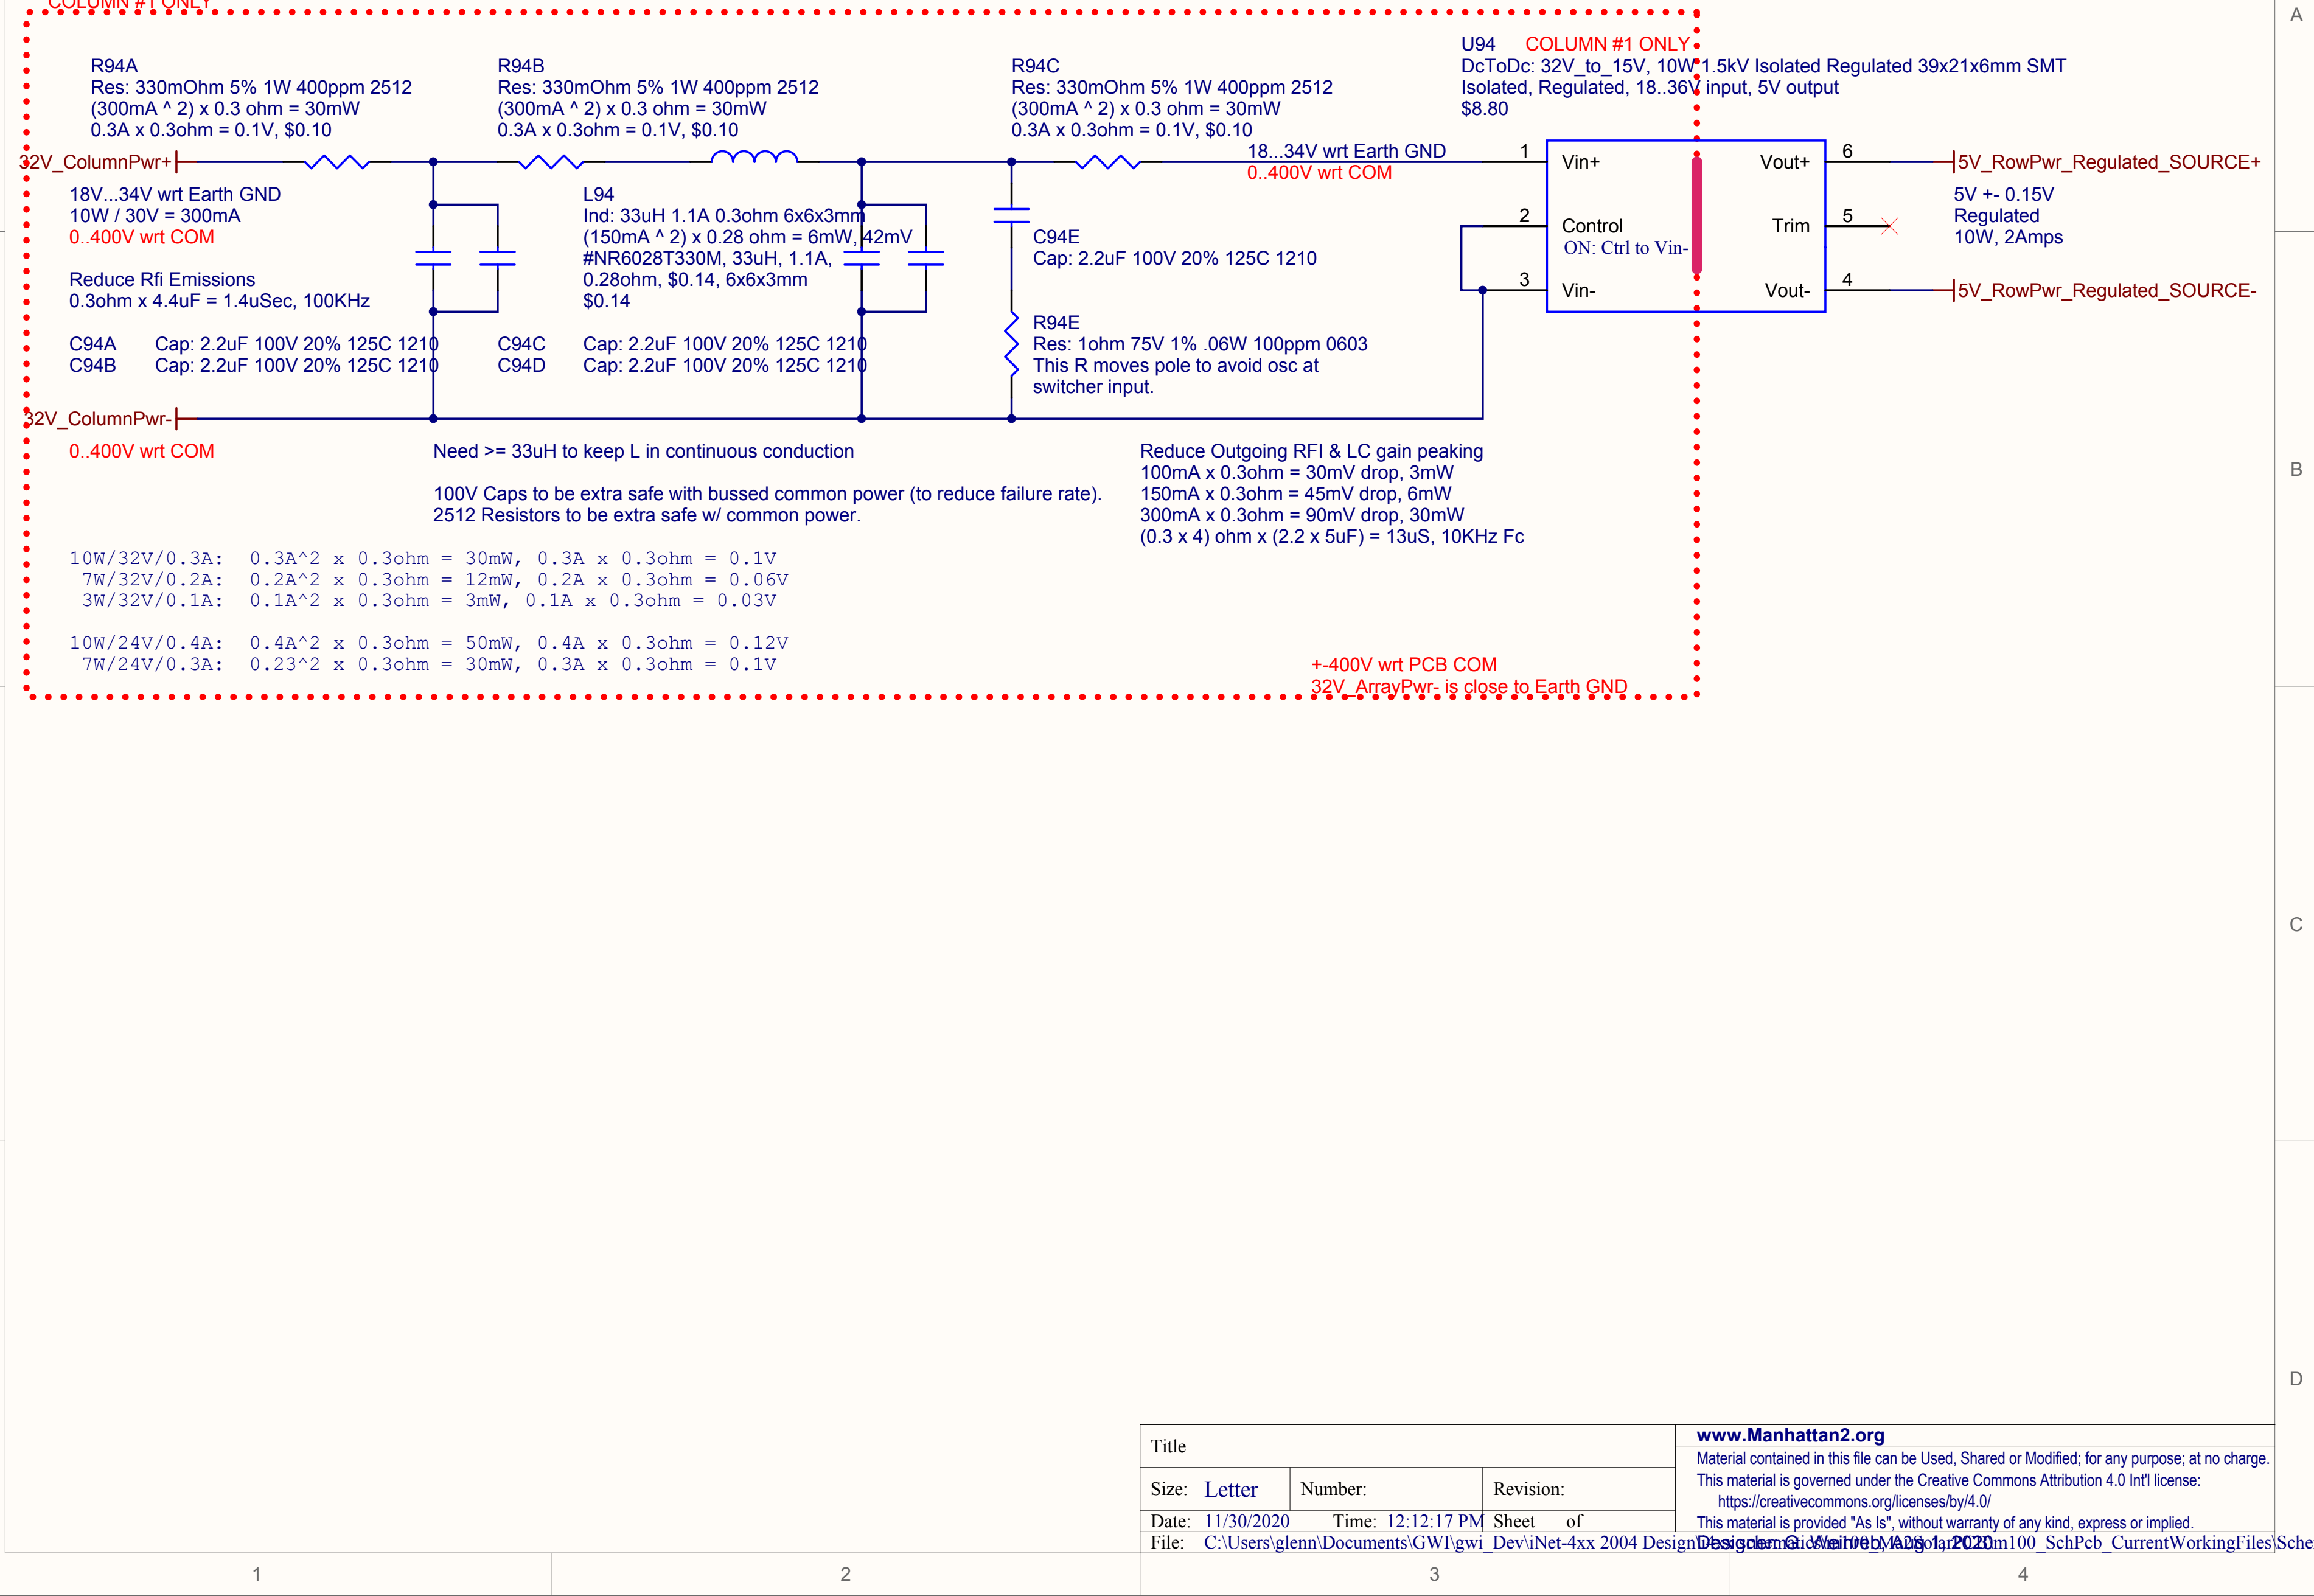 COLUMN #1 ONLY
A
R94A
Res: 330mOhm 5% 1W 400ppm 2512
(300mA ^ 2) x 0.3 ohm = 30mW
0.3A x 0.3ohm = 0.1V, $0.10
R94B
Res: 330mOhm 5% 1W 400ppm 2512
(300mA ^ 2) x 0.3 ohm = 30mW
0.3A x 0.3ohm = 0.1V, $0.10
R94C
Res: 330mOhm 5% 1W 400ppm 2512
(300mA ^ 2) x 0.3 ohm = 30mW
0.3A x 0.3ohm = 0.1V, $0.10
U94 COLUMN #1 ONLY
DcToDc: 32V_to_15V, 10W 1.5kV Isolated Regulated 39x21x6mm SMT
Isolated, Regulated, 18..36V input, 5V output
$8.80
32V_ColumnPwr+
18V...34V wrt Earth GND
10W / 30V = 300mA
0..400V wrt COM
Reduce Rfi Emissions
0.3ohm x 4.4uF = 1.4uSec, 100KHz
C94A Cap: 2.2uF 100V 20% 125C 1210
C94B Cap: 2.2uF 100V 20% 125C 1210
L94
Ind: 33uH 1.1A 0.3ohm 6x6x3mm
(150mA ^ 2) x 0.28 ohm = 6mW, 42mV
#NR6028T330M, 33uH, 1.1A,
0.28ohm, $0.14, 6x6x3mm
$0.14
C94C Cap: 2.2uF 100V 20% 125C 1210
C94D Cap: 2.2uF 100V 20% 125C 1210
C94E
Cap: 2.2uF 100V 20% 125C 1210
R94E
Res: 1ohm 75V 1% .06W 100ppm 0603
This R moves pole to avoid osc at
switcher input.
18...34V wrt Earth GND
0..400V wrt COM
1 Vin+
2 Control
ON: Ctrl to Vin-
3 Vin-
Vout+ 6
Trim 5
Vout- 4
5V_RowPwr_Regulated_SOURCE+
5V +- 0.15V
Regulated
10W, 2Amps
5V_RowPwr_Regulated_SOURCE-
32V_ColumnPwr-
0..400V wrt COM
Need >= 33uH to keep L in continuous conduction
100V Caps to be extra safe with bussed common power (to reduce failure rate).
2512 Resistors to be extra safe w/ common power.
Reduce Outgoing RFI & LC gain peaking
100mA x 0.3ohm = 30mV drop, 3mW
150mA x 0.3ohm = 45mV drop, 6mW
300mA x 0.3ohm = 90mV drop, 30mW
(0.3 x 4) ohm x (2.2 x 5uF) = 13uS, 10KHz Fc
B
10W/32V/0.3A: 0.3A^2 x 0.3ohm = 30mW, 0.3A x 0.3ohm = 0.1V
7W/32V/0.2A: 0.2A^2 x 0.3ohm = 12mW, 0.2A x 0.3ohm = 0.06V
3W/32V/0.1A: 0.1A^2 x 0.3ohm = 3mW, 0.1A x 0.3ohm = 0.03V
10W/24V/0.4A: 0.4A^2 x 0.3ohm = 50mW, 0.4A x 0.3ohm = 0.12V
7W/24V/0.3A: 0.23^2 x 0.3ohm = 30mW, 0.3A x 0.3ohm = 0.1V
+-400V wrt PCB COM
32V_ArrayPwr- is close to Earth GND
C
D
Title
Size: Letter Number: Revision:
Date: 11/30/2020 Time: 12:12:17 PM Sheet of
File: C:\Users\glenn\Documents\GWI\gwi_Dev\iNet-4xx 2004 Design
www.Manhattan2.org
Material contained in this file can be Used, Shared or Modified; for any purpose; at no charge.
This material is governed under the Creative Commons Attribution 4.0 Int'l license:
https://creativecommons.org/licenses/by/4.0/
This material is provided "As Is", without warranty of any kind, express or implied.
Designer: G. Weinreb, Aug 1, 2020
1 2 3 4